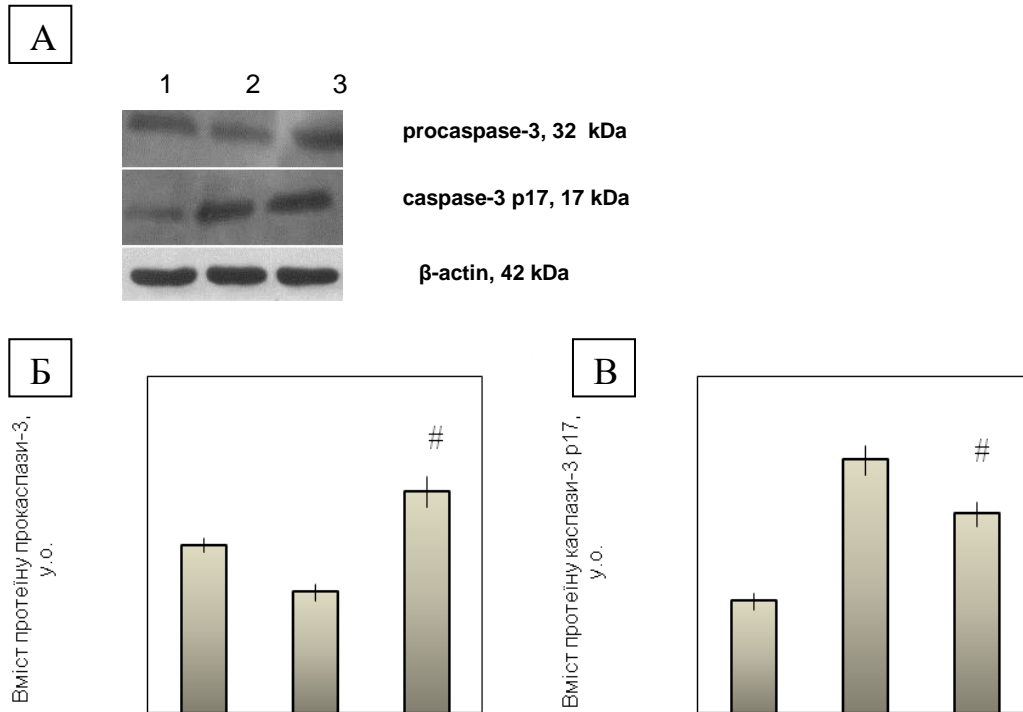 А
1 2 3
procaspase-3, 32 kDa
caspase-3 p17, 17 kDa
β-actin, 42 kDa
Б
Вміст протеїну прокаспази-3,
у.о.
#
В
Вміст протеїну каспази-3 p17,
у.о.
#